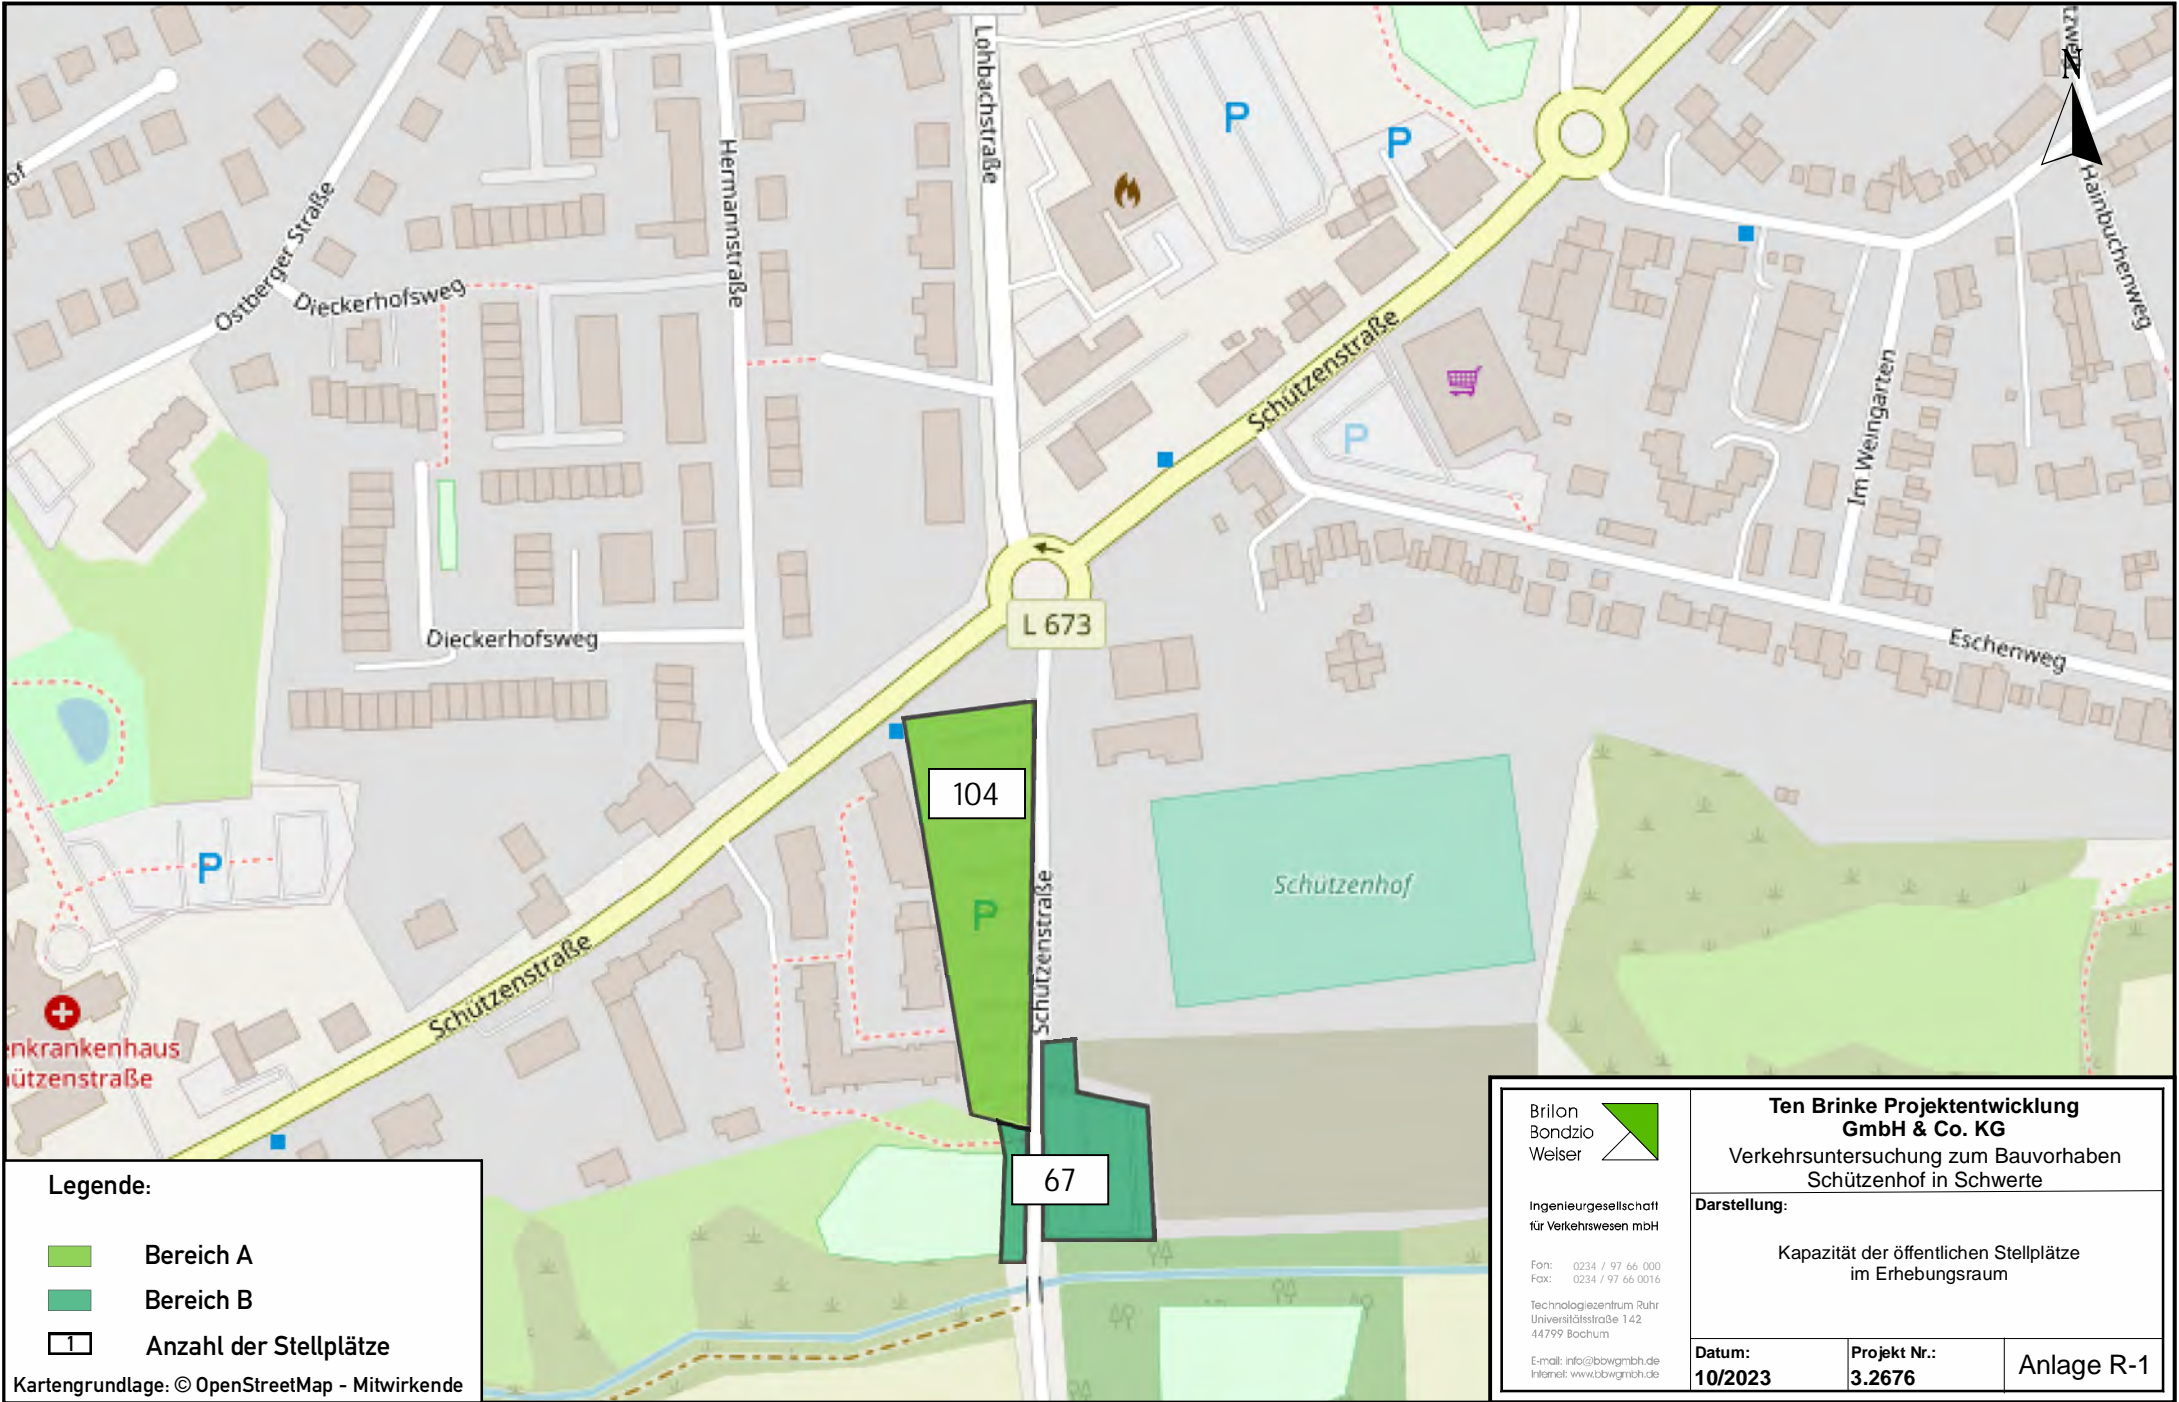 Lohbachstraße
Hermannstraße
Ostberger Straße
Dieckerhofsweg
Dieckerhofsweg
P
P
P
P
P
N
Hainbuchenweg
Schützenstraße
Im Weingarten
Eschenweg
L 673
104
Schützenhof
Schützenstraße
Schützenstraße
67
enkrankenhaus
ützenstraße
Legende:
Bereich A
Bereich B
1 Anzahl der Stellplätze
Kartengrundlage: © OpenStreetMap - Mitwirkende
Brilon
Bondzio
Weiser
Ingenieurgesellschaft
für Verkehrswesen mbH
Fon: 0234 / 97 66 000
Fax: 0234 / 97 66 0016
Technologiezentrum Ruhr
Universitätsstraße 142
44799 Bochum
E-mail: info@bbwgmbh.de
Internet: www.bbwgmbh.de
Ten Brinke Projektentwicklung
GmbH & Co. KG
Verkehrsuntersuchung zum Bauvorhaben
Schützenhof in Schwerte
Darstellung:
Kapazität der öffentlichen Stellplätze
im Erhebungsraum
Datum:
10/2023
Projekt Nr.:
3.2676
Anlage R-1